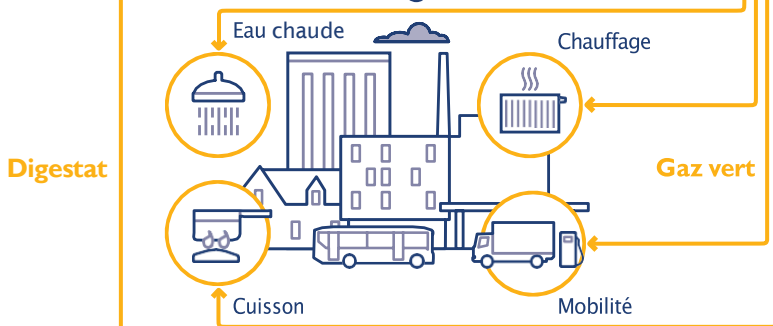 Eau chaude
Chauffage
Digestat
Gaz vert
Cuisson
Mobilité